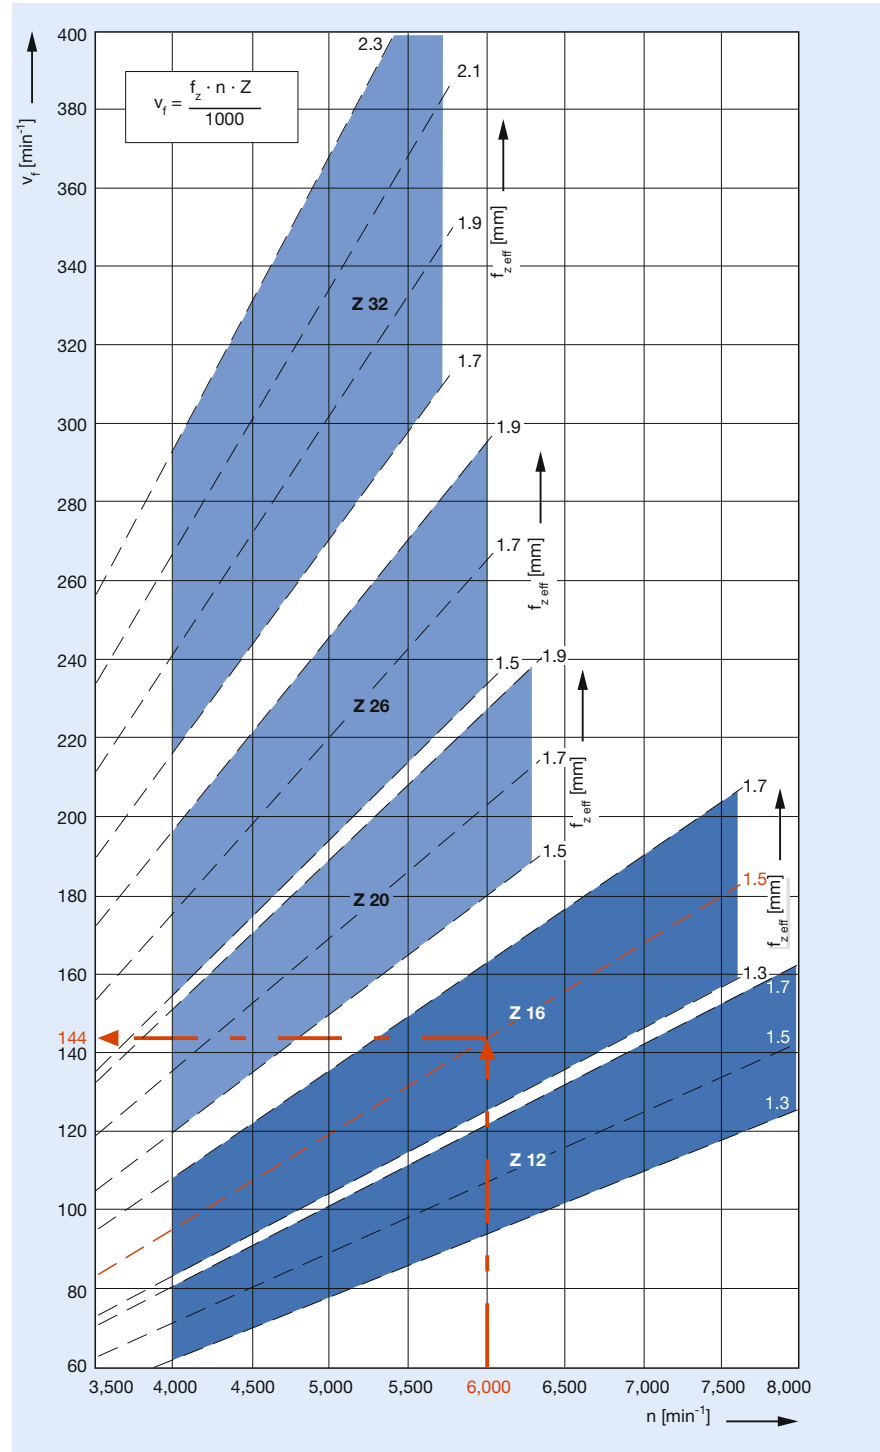 400
380
360
340
320
300
280
260
240
220
200
180
160
144
140
120
100
80
60
v_f [min⁻¹]
v_f = f_z · n · Z / 1000
2.3
2.1
1.9
1.7
f_z eff [mm]
Z 32
1.9
1.7
1.5
f_z eff [mm]
Z 26
1.9
1.7
1.5
f_z eff [mm]
Z 20
1.7
1.5
1.3
f_z eff [mm]
Z 16
1.7
1.5
1.3
Z 12
3,500 4,000 4,500 5,000 5,500 6,000 6,500 7,000 7,500 8,000
n [min⁻¹]